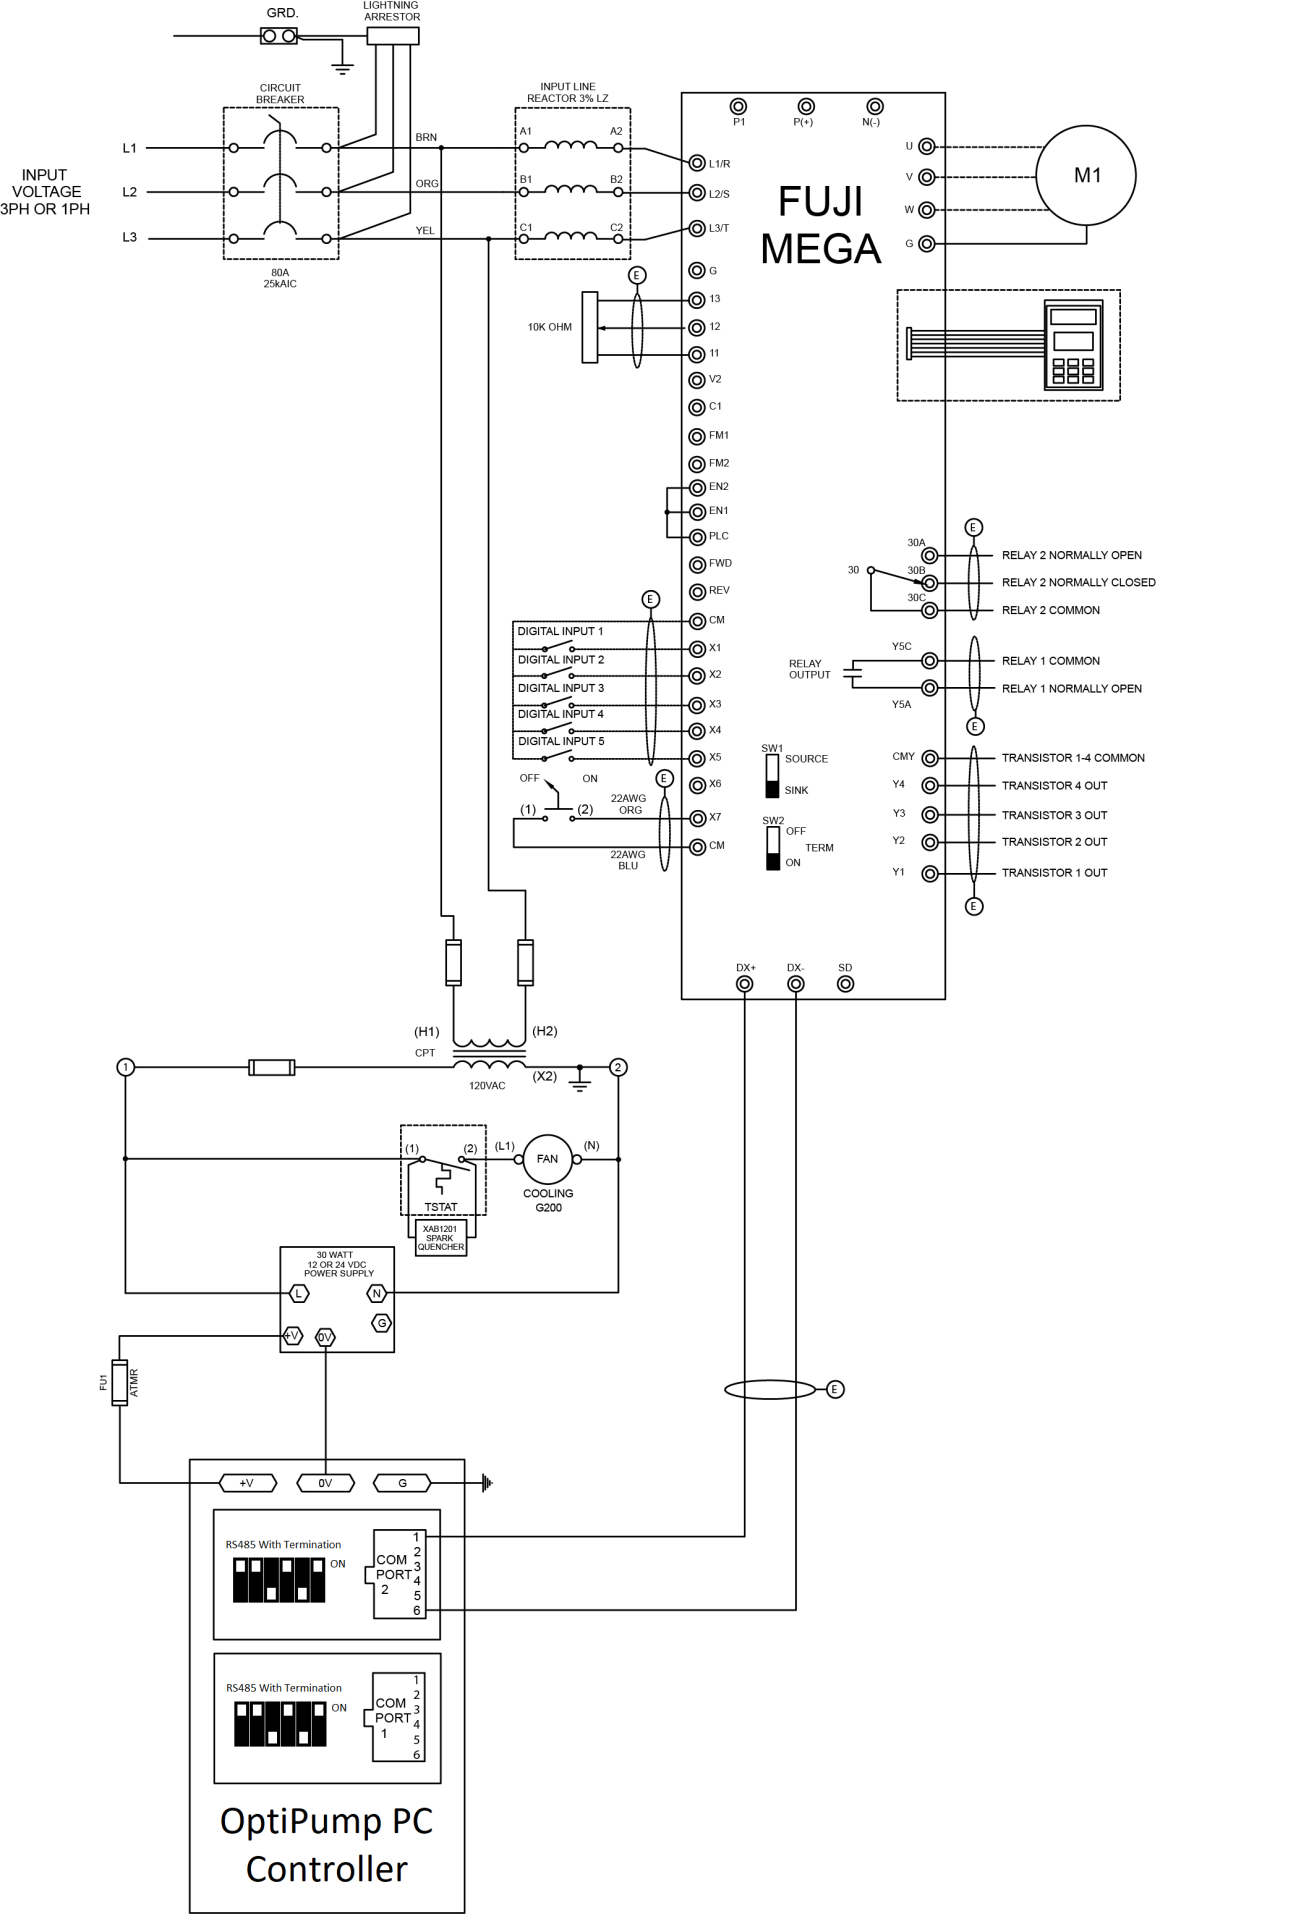 GRD.
LIGHTNING
ARRESTOR
CIRCUIT
BREAKER
INPUT LINE
REACTOR 3% LZ
P1
P(+)
N(-)
INPUT
VOLTAGE
3PH OR 1PH
L1
L2
L3
BRN
ORG
YEL
80A
25kAIC
A1
A2
B1
B2
C1
C2
L1/R
L2/S
L3/T
FUJI
MEGA
U
V
W
G
M1
G
13
12
11
10K OHM
E
V2
C1
FM1
FM2
EN2
EN1
PLC
FWD
REV
CM
X1
X2
X3
X4
X5
X6
X7
CM
E
DIGITAL INPUT 1
DIGITAL INPUT 2
DIGITAL INPUT 3
DIGITAL INPUT 4
DIGITAL INPUT 5
OFF
ON
E
(1)
(2)
22AWG
ORG
22AWG
BLU
E
30
30A
30B
30C
RELAY 2 NORMALLY OPEN
RELAY 2 NORMALLY CLOSED
RELAY 2 COMMON
RELAY
OUTPUT
Y5C
Y5A
RELAY 1 COMMON
RELAY 1 NORMALLY OPEN
E
SW1
SOURCE
SINK
SW2
OFF
TERM
ON
CMY
Y4
Y3
Y2
Y1
TRANSISTOR 1-4 COMMON
TRANSISTOR 4 OUT
TRANSISTOR 3 OUT
TRANSISTOR 2 OUT
TRANSISTOR 1 OUT
E
DX+
DX-
SD
(H1)
(H2)
CPT
120VAC
(X2)
1
2
(1)
(2)
TSTAT
XAB1201
SPARK
QUENCHER
(L1)
FAN
(N)
COOLING
G200
30 WATT
12 OR 24 VDC
POWER SUPPLY
L
N
G
+V
0V
FU1
ATMR
E
+V
0V
G
RS485 With Termination
ON
COM
PORT
2
1
2
3
4
5
6
RS485 With Termination
ON
COM
PORT
1
1
2
3
4
5
6
OptiPump PC
Controller